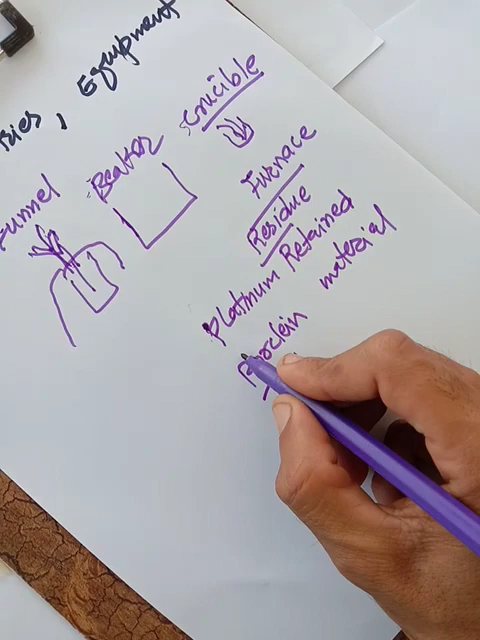 sies, Equipment
Funnel
Beaker
Crucible
Furnace
Residue
Platinum Retained
material
Porclein